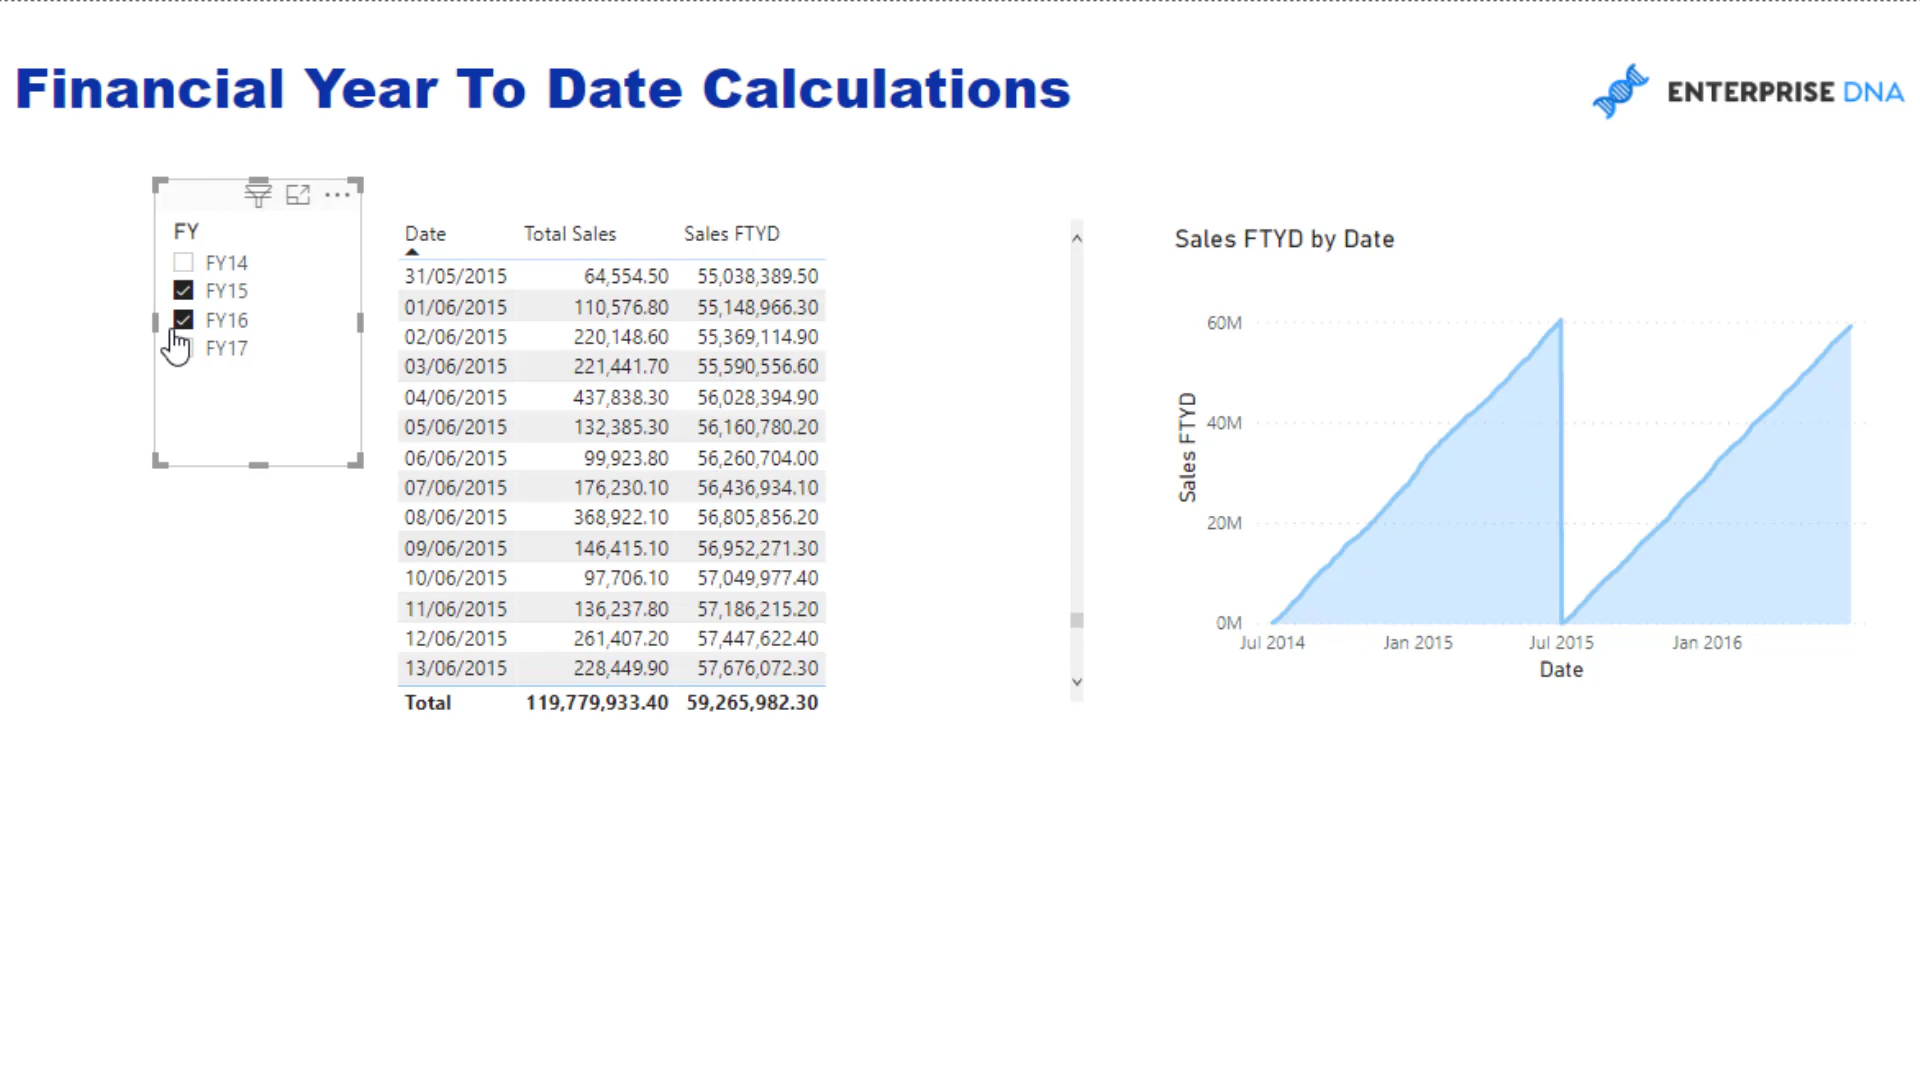 Financial Year To Date Calculations
ENTERPRISE DNA
FY
FY14
FY15
FY16
FY17
Date Total Sales Sales FTYD
31/05/2015 64,554.50 55,038,389.50
01/06/2015 110,576.80 55,148,966.30
02/06/2015 220,148.60 55,369,114.90
03/06/2015 221,441.70 55,590,556.60
04/06/2015 437,838.30 56,028,394.90
05/06/2015 132,385.30 56,160,780.20
06/06/2015 99,923.80 56,260,704.00
07/06/2015 176,230.10 56,436,934.10
08/06/2015 368,922.10 56,805,856.20
09/06/2015 146,415.10 56,952,271.30
10/06/2015 97,706.10 57,049,977.40
11/06/2015 136,237.80 57,186,215.20
12/06/2015 261,407.20 57,447,622.40
13/06/2015 228,449.90 57,676,072.30
Total 119,779,933.40 59,265,982.30
Sales FTYD by Date
Sales FTYD
60M
40M
20M
0M
Jul 2014 Jan 2015 Jul 2015 Jan 2016
Date